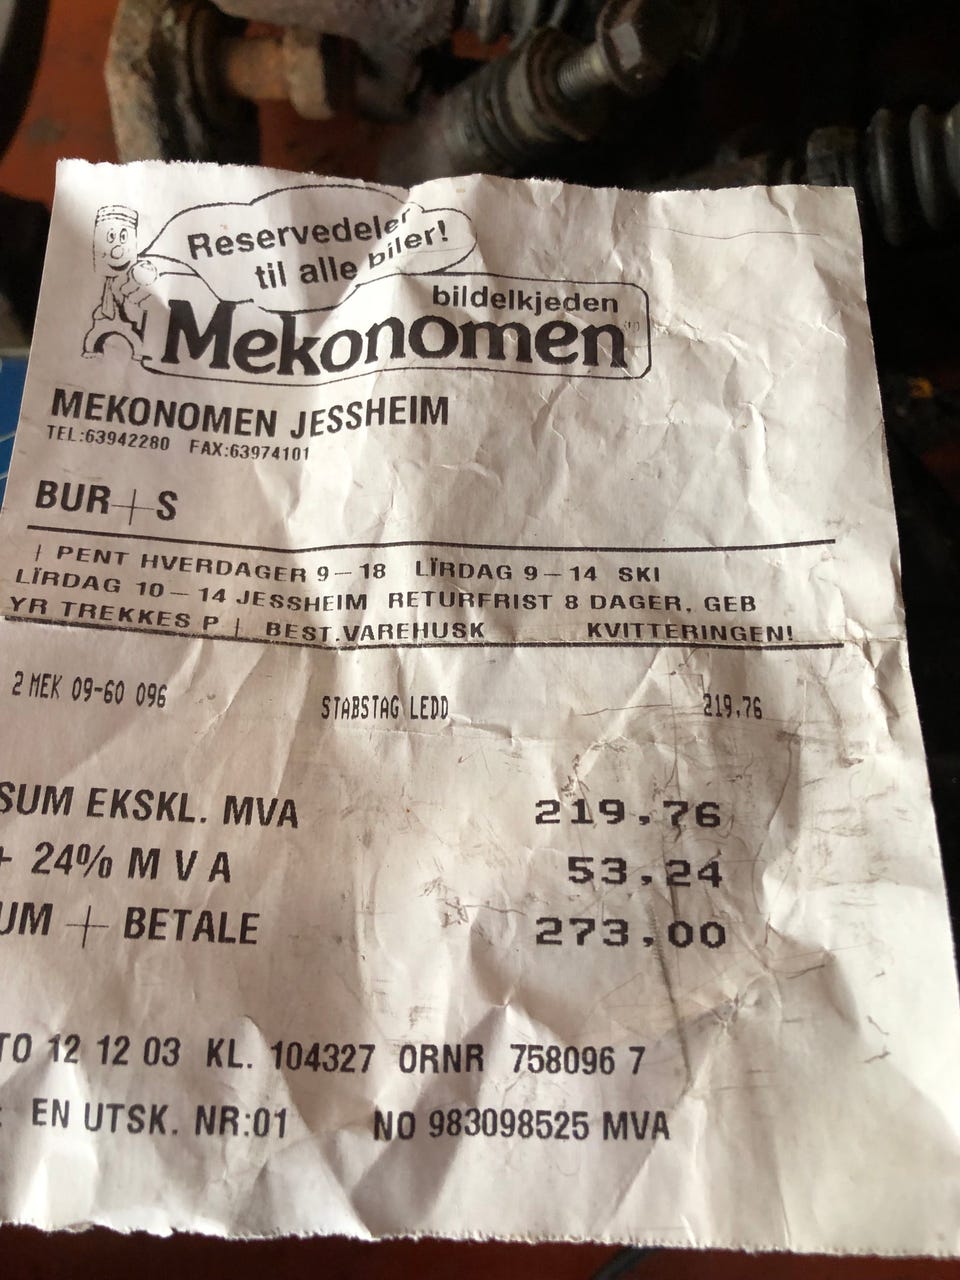 Reservedeler
til alle biler!
bildelkjeden
Mekonomen
MEKONOMEN JESSHEIM
TEL:63942280 FAX:63974101
BUR+S
| PENT HVERDAGER 9-18 LÏRDAG 9-14 SKI
LÏRDAG 10-14 JESSHEIM RETURFRIST 8 DAGER, GEB
YR TREKKES P | BEST.VAREHUSK KVITTERINGEN!
2 MEK 09-60 096 STABSTAG LEDD 219,76
SUM EKSKL. MVA 219,76
+ 24% M V A 53,24
UM + BETALE 273,00
TO 12 12 03 KL. 104327 ORNR 758096 7
: EN UTSK. NR:01 NO 983098525 MVA